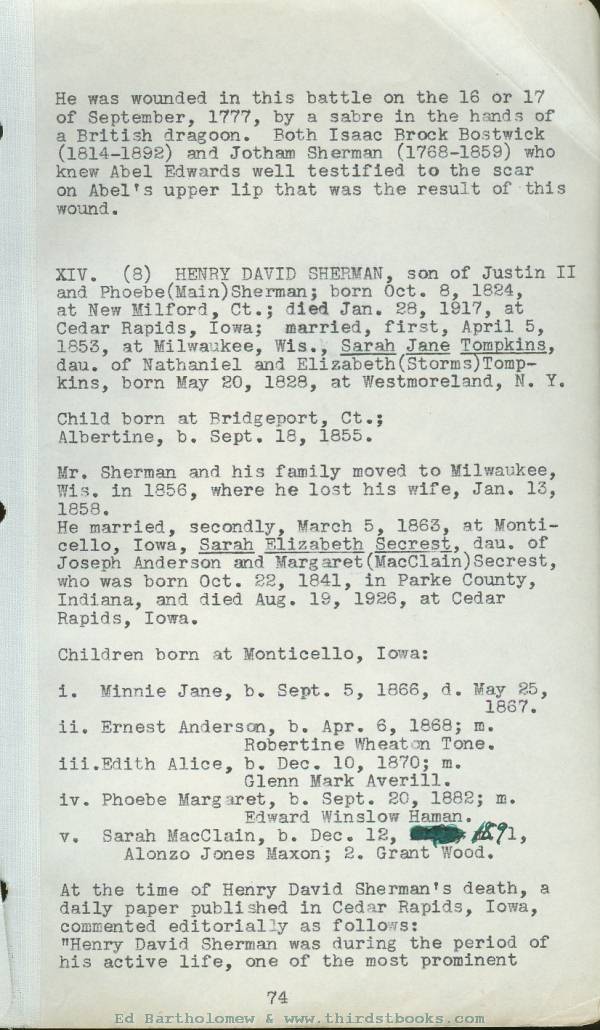 He was wounded in this battle on the 16 or 17
of September, 1777, by a sabre in the hands of
a British dragoon. Both Isaac Brock Bostwick
(1814-1892) and Jotham Sherman (1768-1859) who
knew Abel Edwards well testified to the scar
on Abel's upper lip that was the result of this
wound.
XIV. (8) HENRY DAVID SHERMAN, son of Justin II
and Phoebe(Main)Sherman; born Oct. 8, 1824,
at New Milford, Ct.; died Jan. 28, 1917, at
Cedar Rapids, Iowa; married, first, April 5,
1853, at Milwaukee, Wis., Sarah Jane Tompkins,
dau. of Nathaniel and Elizabeth(Storms)Tomp-
kins, born May 20, 1828, at Westmoreland, N. Y.
Child born at Bridgeport, Ct.;
Albertine, b. Sept. 18, 1855.
Mr. Sherman and his family moved to Milwaukee,
Wis. in 1856, where he lost his wife, Jan. 13,
1858.
He married, secondly, March 5, 1863, at Monti-
cello, Iowa, Sarah Elizabeth Secrest, dau. of
Joseph Anderson and Margaret(MacClain)Secrest,
who was born Oct. 22, 1841, in Parke County,
Indiana, and died Aug. 19, 1926, at Cedar
Rapids, Iowa.
Children born at Monticello, Iowa:
i. Minnie Jane, b. Sept. 5, 1866, d. May 25,
1867.
ii. Ernest Anderson, b. Apr. 6, 1868; m.
Robertine Wheaton Tone.
iii.Edith Alice, b. Dec. 10, 1870; m.
Glenn Mark Averill.
iv. Phoebe Margaret, b. Sept. 20, 1882; m.
Edward Winslow Haman.
v. Sarah MacClain, b. Dec. 12, 1891,
Alonzo Jones Maxon; 2. Grant Wood.
At the time of Henry David Sherman's death, a
daily paper published in Cedar Rapids, Iowa,
commented editorially as follows:
"Henry David Sherman was during the period of
his active life, one of the most prominent
74
Ed Bartholomew & www.thirdstbooks.com